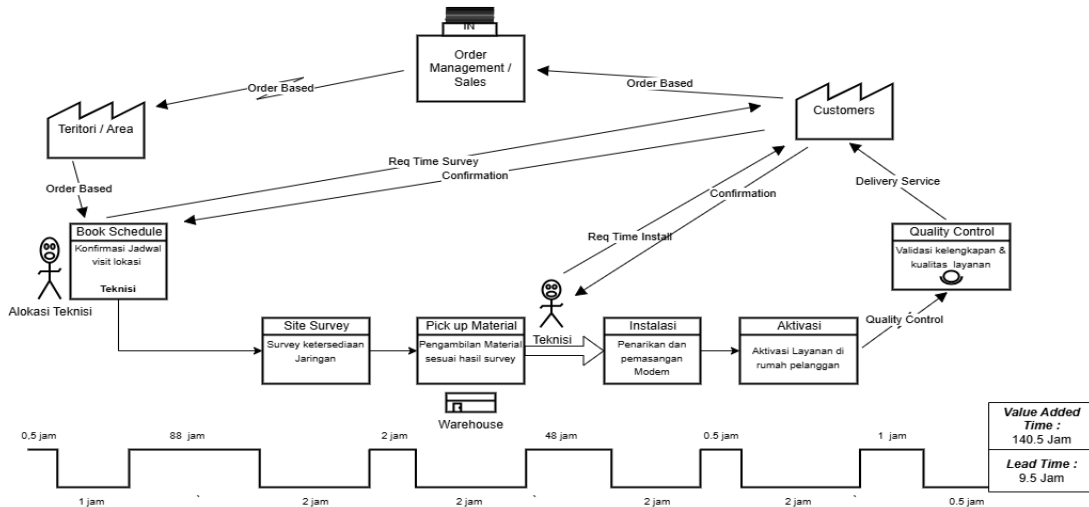 IN
Order
Management /
Sales
Order Based
Order Based
Customers
Teritori / Area
Req Time Survey
Confirmation
Order Based
Delivery Service
Confirmation
Req Time Install
Book Schedule
Konfirmasi Jadwal
visit lokasi
Teknisi
Alokasi Teknisi
Quality Control
Validasi kelengkapan &
kualitas layanan
Quality Control
Site Survey
Survey ketersediaan
Jaringan
Pick up Material
Pengambilan Material
sesuai hasil survey
Teknisi
Instalasi
Penarikan dan
pemasangan
Modem
Aktivasi
Aktivasi Layanan di
rumah pelanggan
Warehouse
0,5 jam
88 jam
2 jam
48 jam
0.5 jam
1 jam
1 jam
2 jam
2 jam
2 jam
2 jam
0.5 jam
Value Added
Time :
140.5 Jam
Lead Time :
9.5 Jam